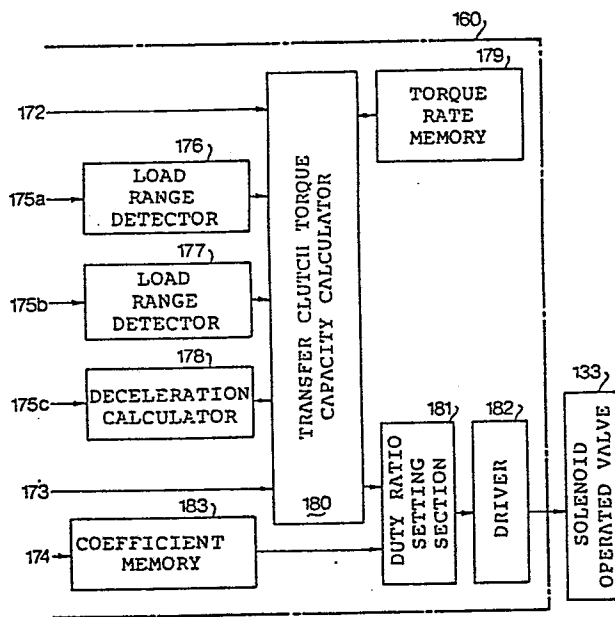 160
179
172
TORQUE
RATE
MEMORY
176
175a
LOAD
RANGE
DETECTOR
177
175b
LOAD
RANGE
DETECTOR
178
175c
DECELERATION
CALCULATOR
TRANSFER CLUTCH TORQUE
CAPACITY CALCULATOR
180
173
183
174
COEFFICIENT
MEMORY
181
DUTY RATIO
SETTING
SECTION
182
DRIVER
133
SOLENOID
OPERATED VALVE